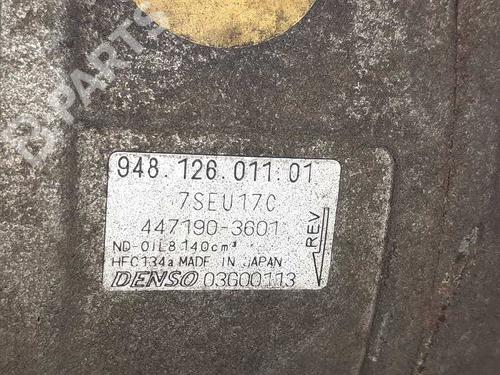 B-PARTS
948.126.011.01
7SEU17C
447190-3601
ND-OIL8 140cm³
HFC134a MADE IN JAPAN
DENSO 03G00113
REV